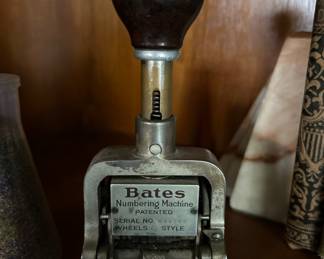 Bates
Numbering Machine
PATENTED
SERIAL NO.
WHEELS STYLE